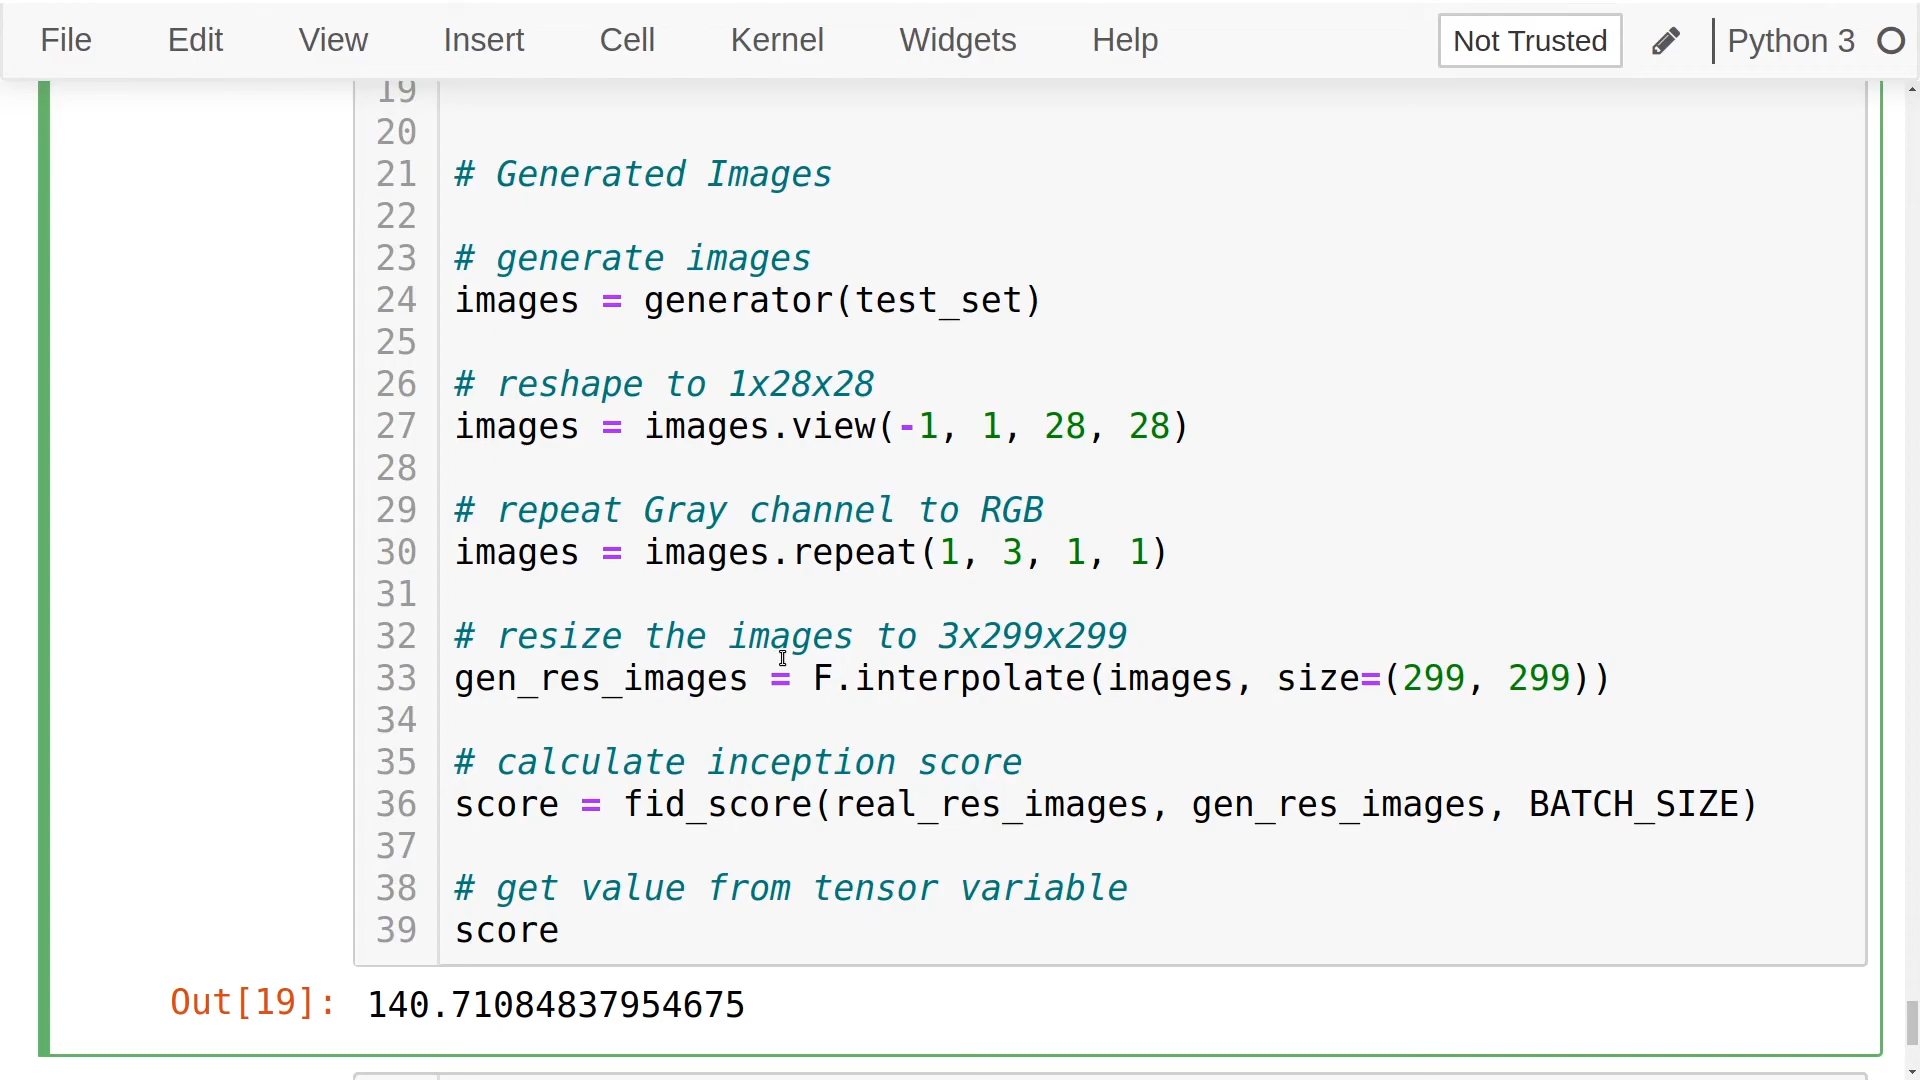 File Edit View Insert Cell Kernel Widgets Help Not Trusted Python 3
19
20
21 # Generated Images
22
23 # generate images
24 images = generator(test_set)
25
26 # reshape to 1x28x28
27 images = images.view(-1, 1, 28, 28)
28
29 # repeat Gray channel to RGB
30 images = images.repeat(1, 3, 1, 1)
31
32 # resize the images to 3x299x299
33 gen_res_images = F.interpolate(images, size=(299, 299))
34
35 # calculate inception score
36 score = fid_score(real_res_images, gen_res_images, BATCH_SIZE)
37
38 # get value from tensor variable
39 score
Out[19]: 140.71084837954675